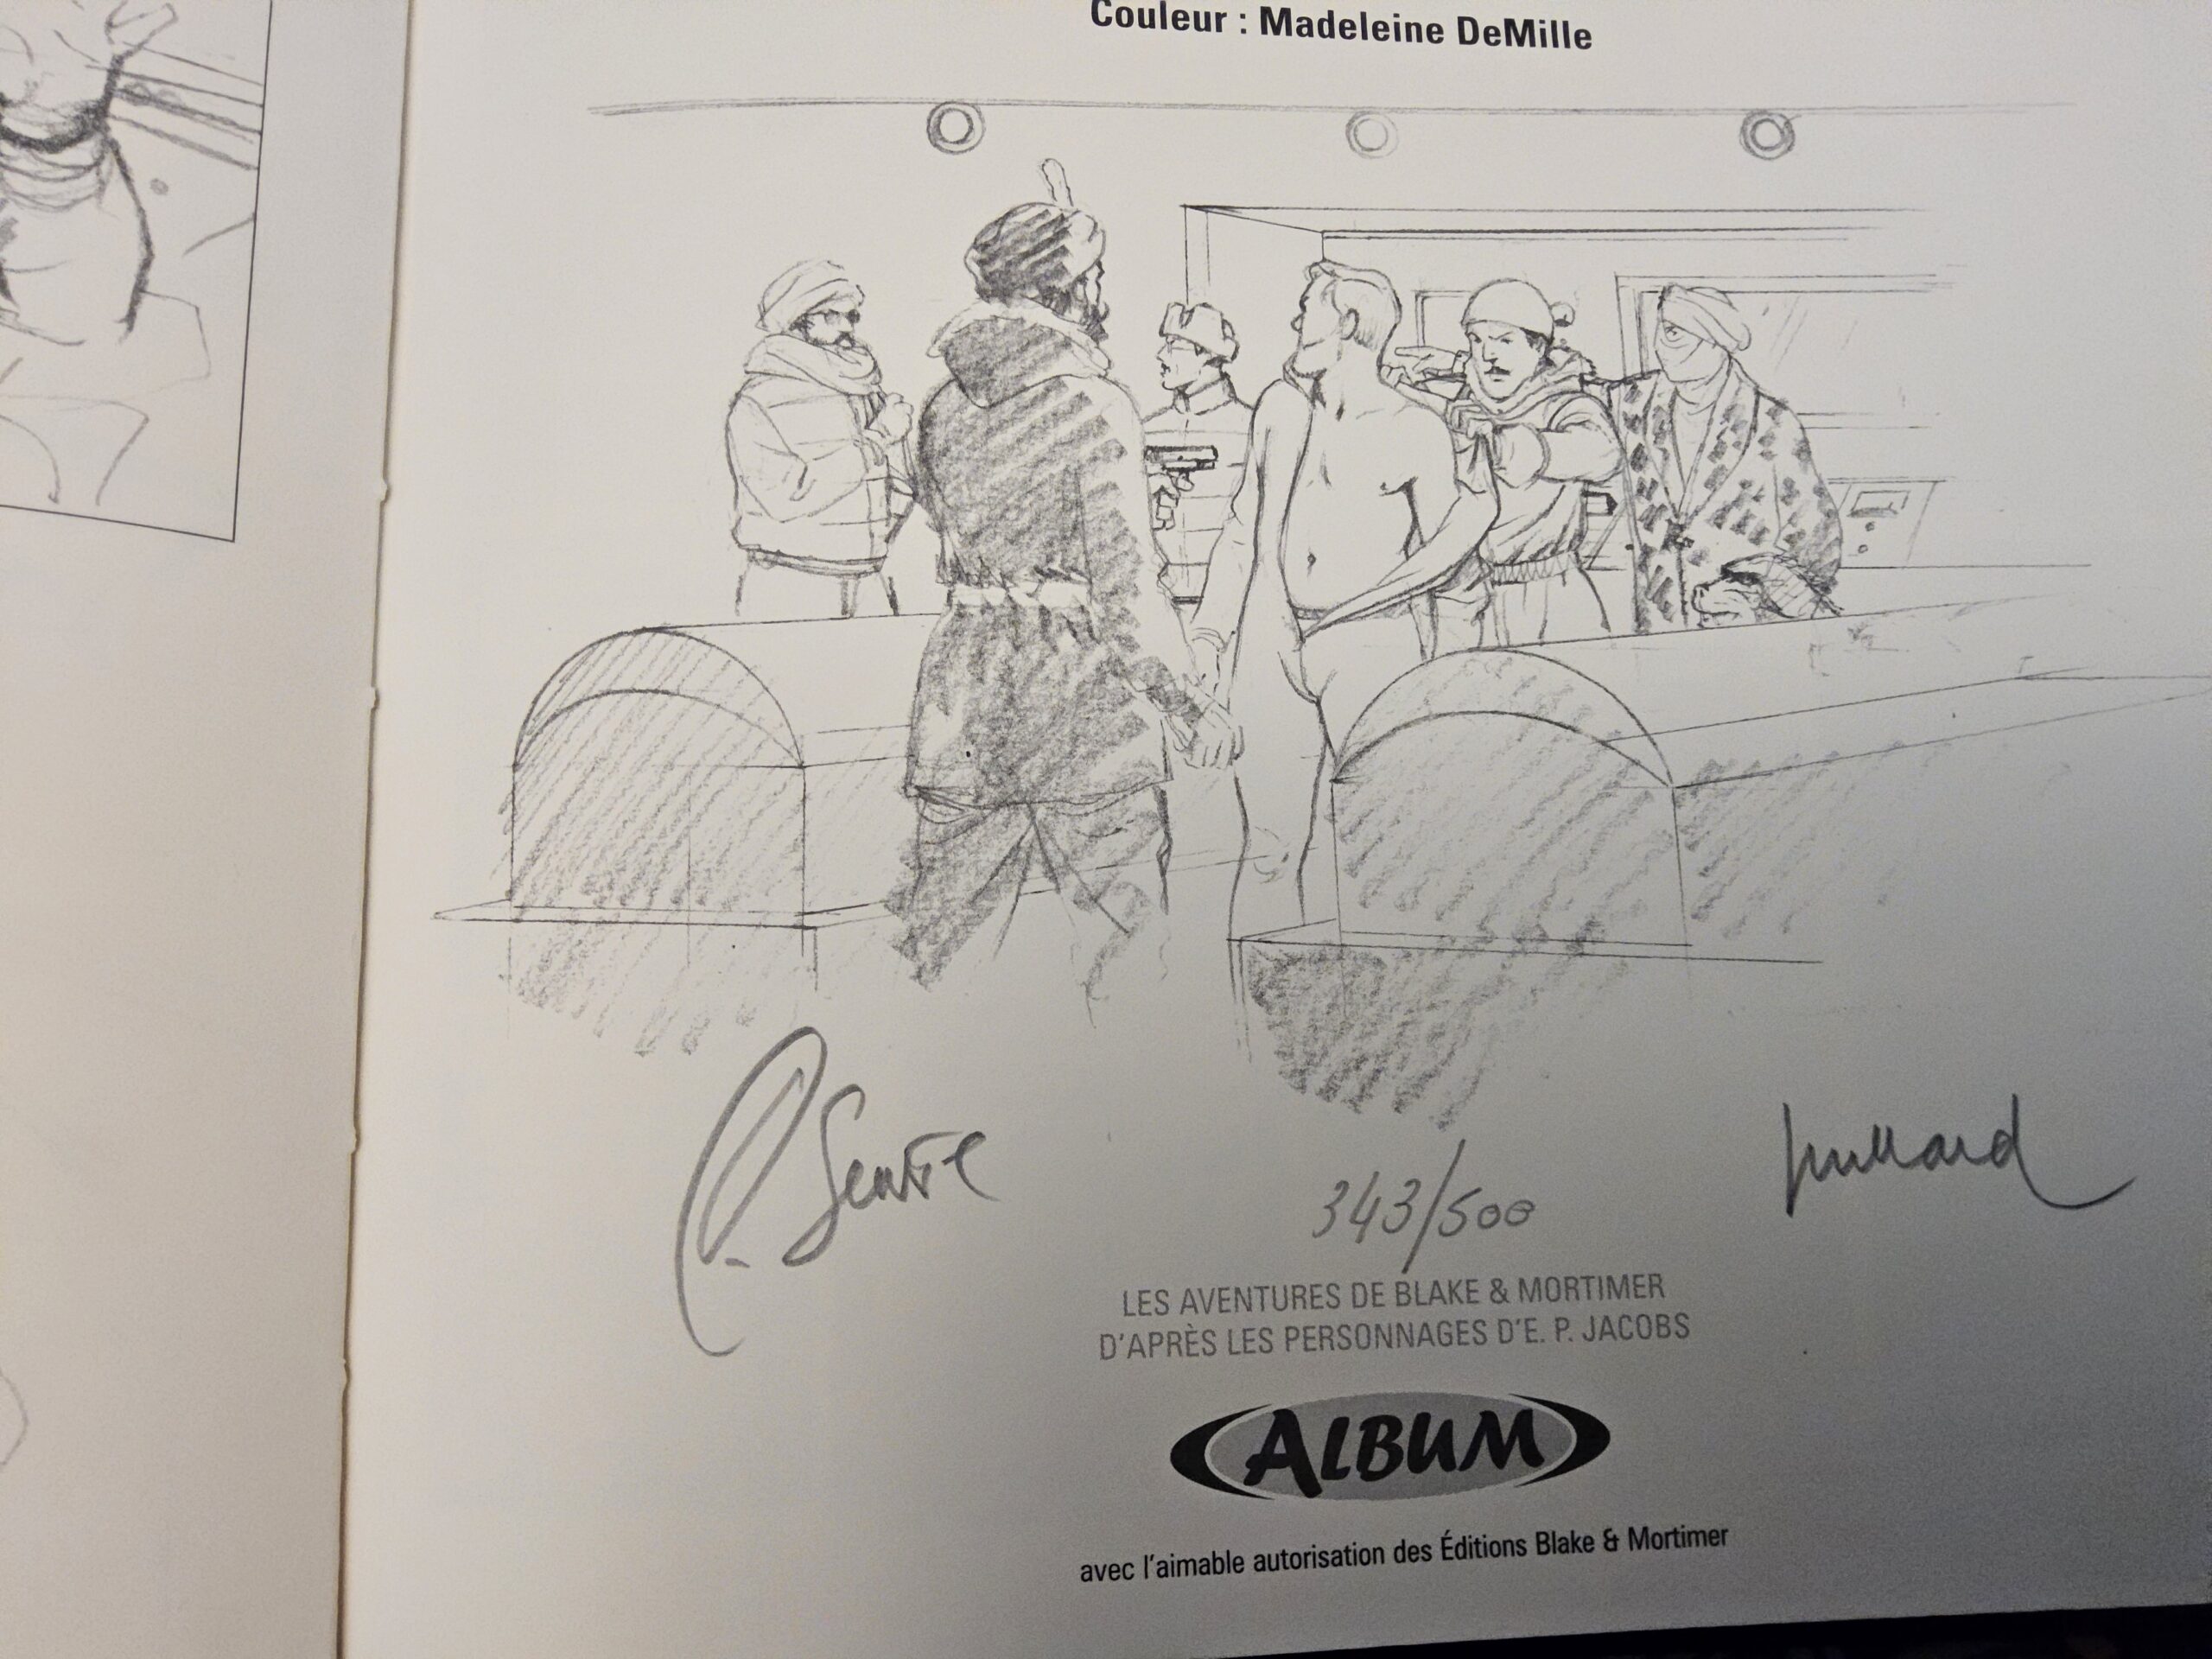 Couleur : Madeleine DeMille
Y. Sente
Juillard
343/500
LES AVENTURES DE BLAKE & MORTIMER
D'APRÈS LES PERSONNAGES D'E. P. JACOBS
ALBUM
avec l'aimable autorisation des Éditions Blake & Mortimer